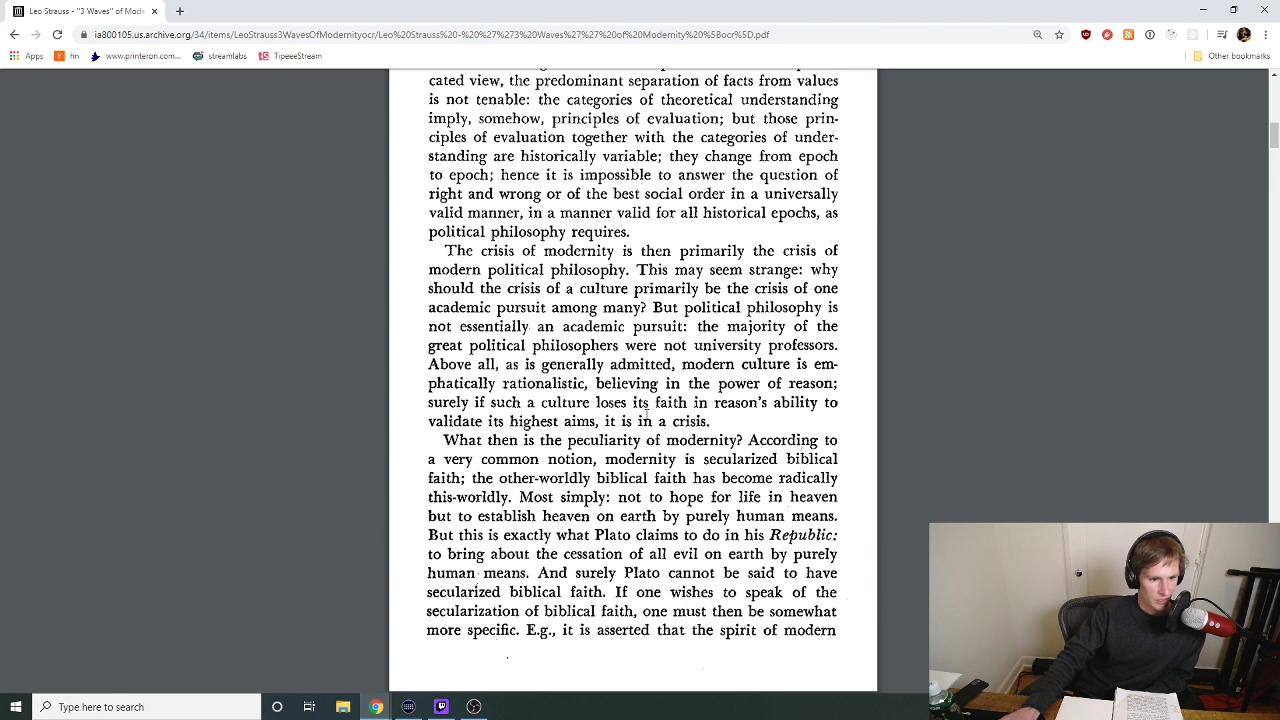 Leo Strauss - "3 Waves" of Mode
ia800105.us.archive.org/34/items/LeoStrauss3WavesOfModernityocr/Leo%20Strauss%20-%20%27%273%20Waves%27%27%20of%20Modernity%20%5Bocr%5D.pdf
Apps
hn
www.printeron.com...
streamlabs
TipeeeStream
Other bookmarks
cated view, the predominant separation of facts from values
is not tenable: the categories of theoretical understanding
imply, somehow, principles of evaluation; but those prin-
ciples of evaluation together with the categories of under-
standing are historically variable; they change from epoch
to epoch; hence it is impossible to answer the question of
right and wrong or of the best social order in a universally
valid manner, in a manner valid for all historical epochs, as
political philosophy requires.
The crisis of modernity is then primarily the crisis of
modern political philosophy. This may seem strange: why
should the crisis of a culture primarily be the crisis of one
academic pursuit among many? But political philosophy is
not essentially an academic pursuit: the majority of the
great political philosophers were not university professors.
Above all, as is generally admitted, modern culture is em-
phatically rationalistic, believing in the power of reason;
surely if such a culture loses its faith in reason's ability to
validate its highest aims, it is in a crisis.
What then is the peculiarity of modernity? According to
a very common notion, modernity is secularized biblical
faith; the other-worldly biblical faith has become radically
this-worldly. Most simply: not to hope for life in heaven
but to establish heaven on earth by purely human means.
But this is exactly what Plato claims to do in his Republic:
to bring about the cessation of all evil on earth by purely
human means. And surely Plato cannot be said to have
secularized biblical faith. If one wishes to speak of the
secularization of biblical faith, one must then be somewhat
more specific. E.g., it is asserted that the spirit of modern
Type here to search